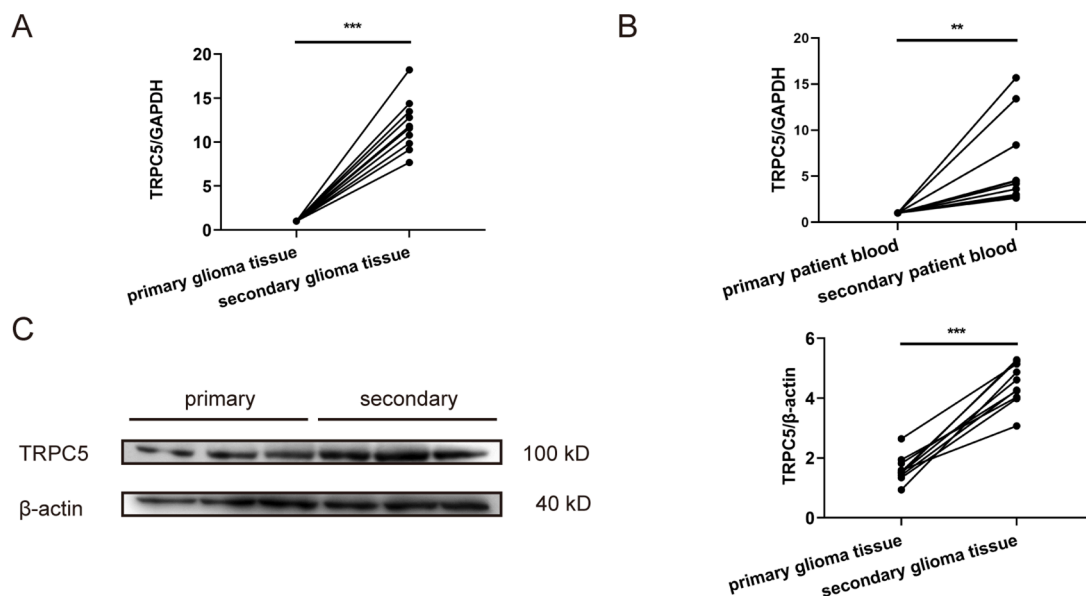 A
***
TRPC5/GAPDH
20
15
10
5
0
primary glioma tissue
secondary glioma tissue
B
**
TRPC5/GAPDH
20
15
10
5
0
primary patient blood
secondary patient blood
C
primary
secondary
TRPC5
100 kD
β-actin
40 kD
***
TRPC5/β-actin
6
4
2
0
primary glioma tissue
secondary glioma tissue